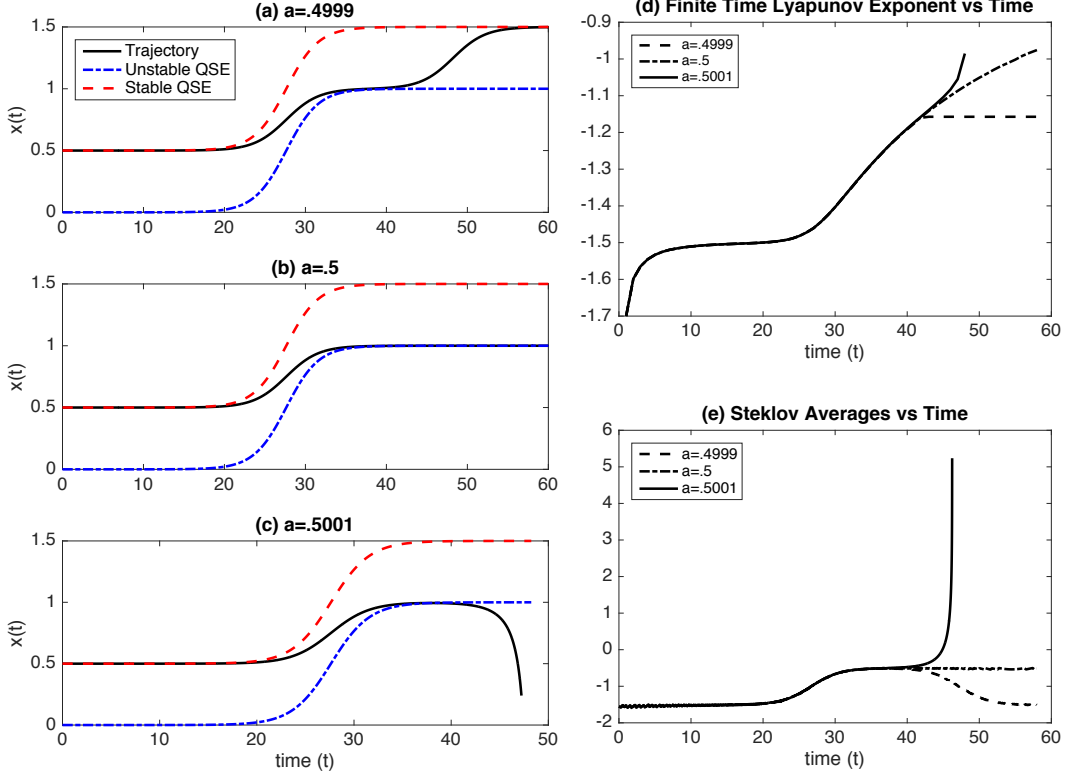 (a) a=.4999
1.5
1
0.5
0
x(t)
Trajectory
Unstable QSE
Stable QSE
0 10 20 30 40 50 60
(b) a=.5
1.5
1
0.5
0
x(t)
0 10 20 30 40 50 60
(c) a=.5001
1.5
1
0.5
0
x(t)
0 10 20 30 40 50
time (t)
(d) Finite Time Lyapunov Exponent vs Time
-0.9
-1
-1.1
-1.2
-1.3
-1.4
-1.5
-1.6
-1.7
a=.4999
a=.5
a=.5001
0 10 20 30 40 50 60
time (t)
(e) Steklov Averages vs Time
6
5
4
3
2
1
0
-1
-2
a=.4999
a=.5
a=.5001
0 10 20 30 40 50 60
time (t)